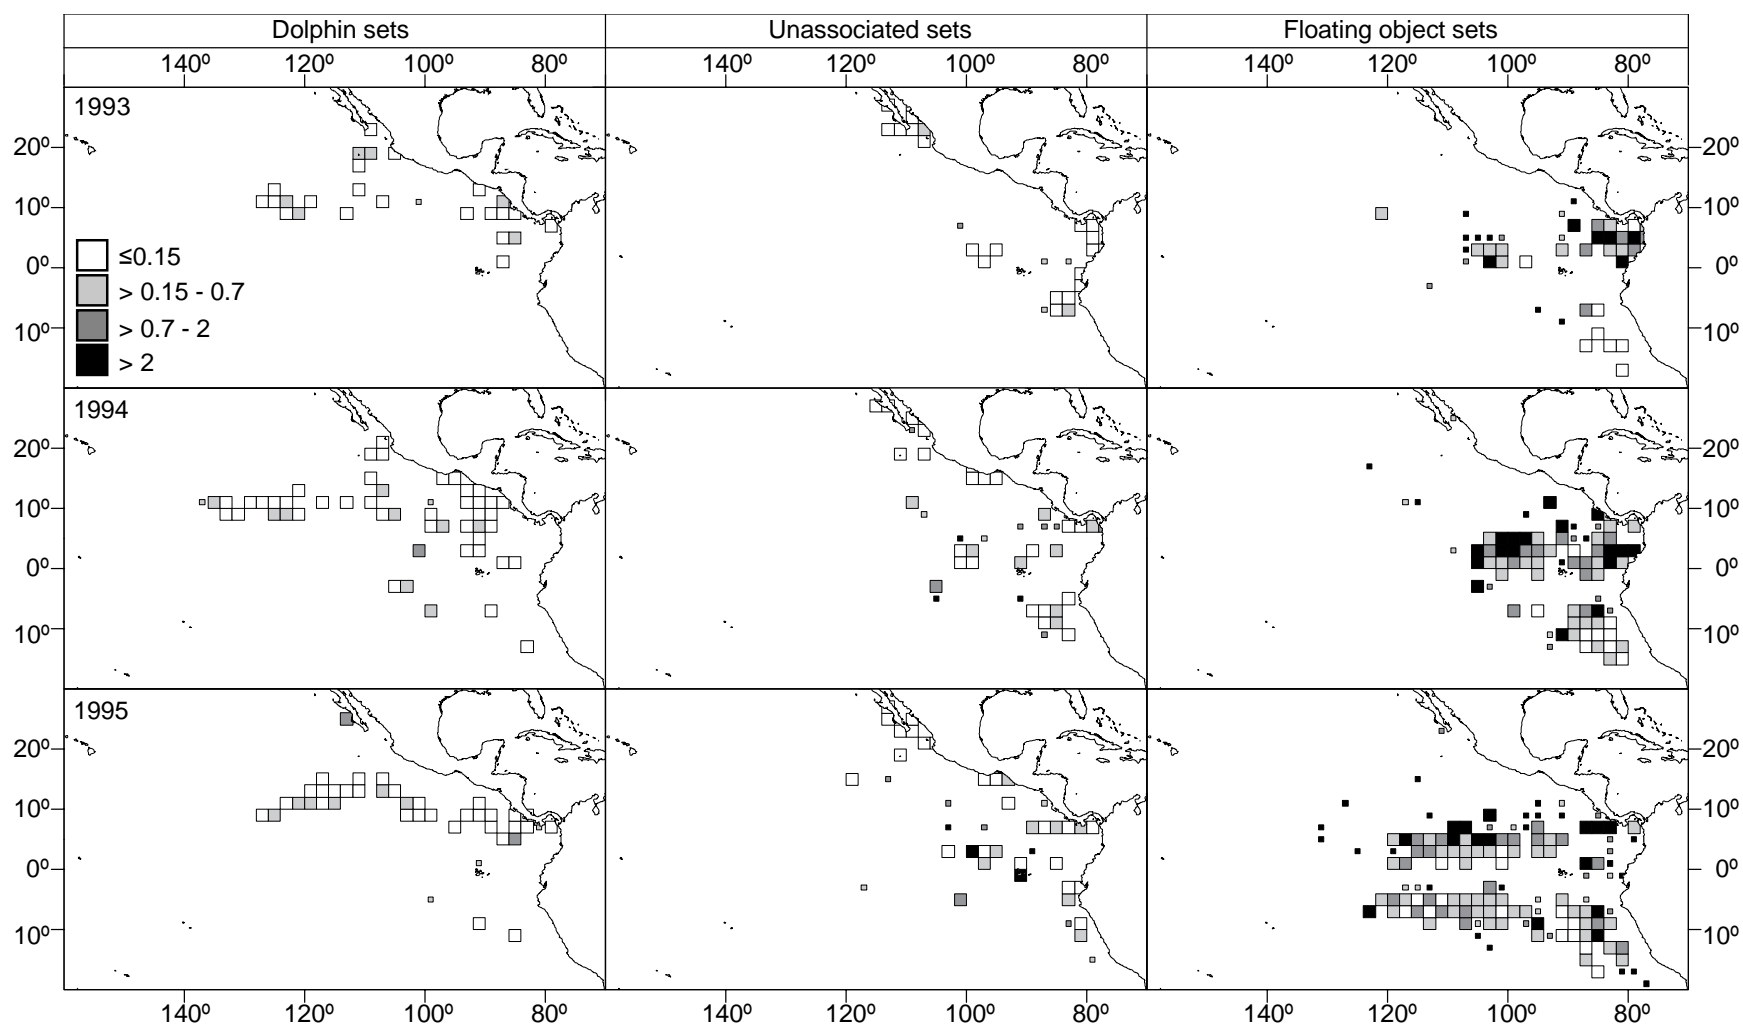 Dolphin sets Unassociated sets Floating object sets
140º 120º 100º 80º 140º 120º 100º 80º 140º 120º 100º 80º
1993
20º 20º
10º 10º
≤0.15
0º 0º
> 0.15 - 0.7
> 0.7 - 2
10º 10º
> 2
1994
20º 20º
10º 10º
0º 0º
10º 10º
1995
20º 20º
10º 10º
0º 0º
10º 10º
140º 120º 100º 80º 140º 120º 100º 80º 140º 120º 100º 80º